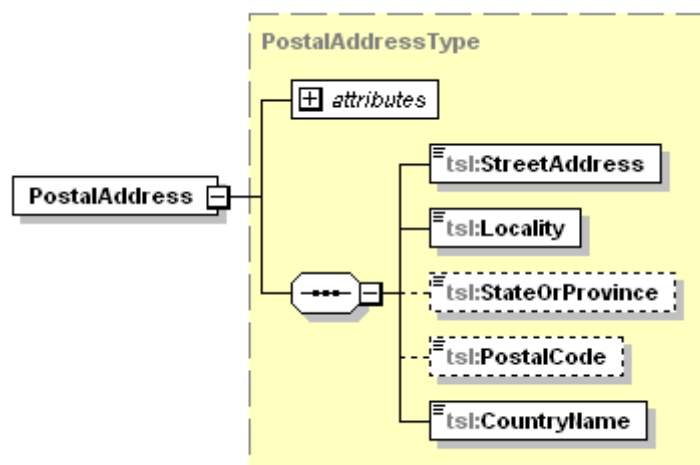 PostalAddressType
attributes
tsl:StreetAddress
PostalAddress
tsl:Locality
tsl:StateOrProvince
tsl:PostalCode
tsl:CountryName